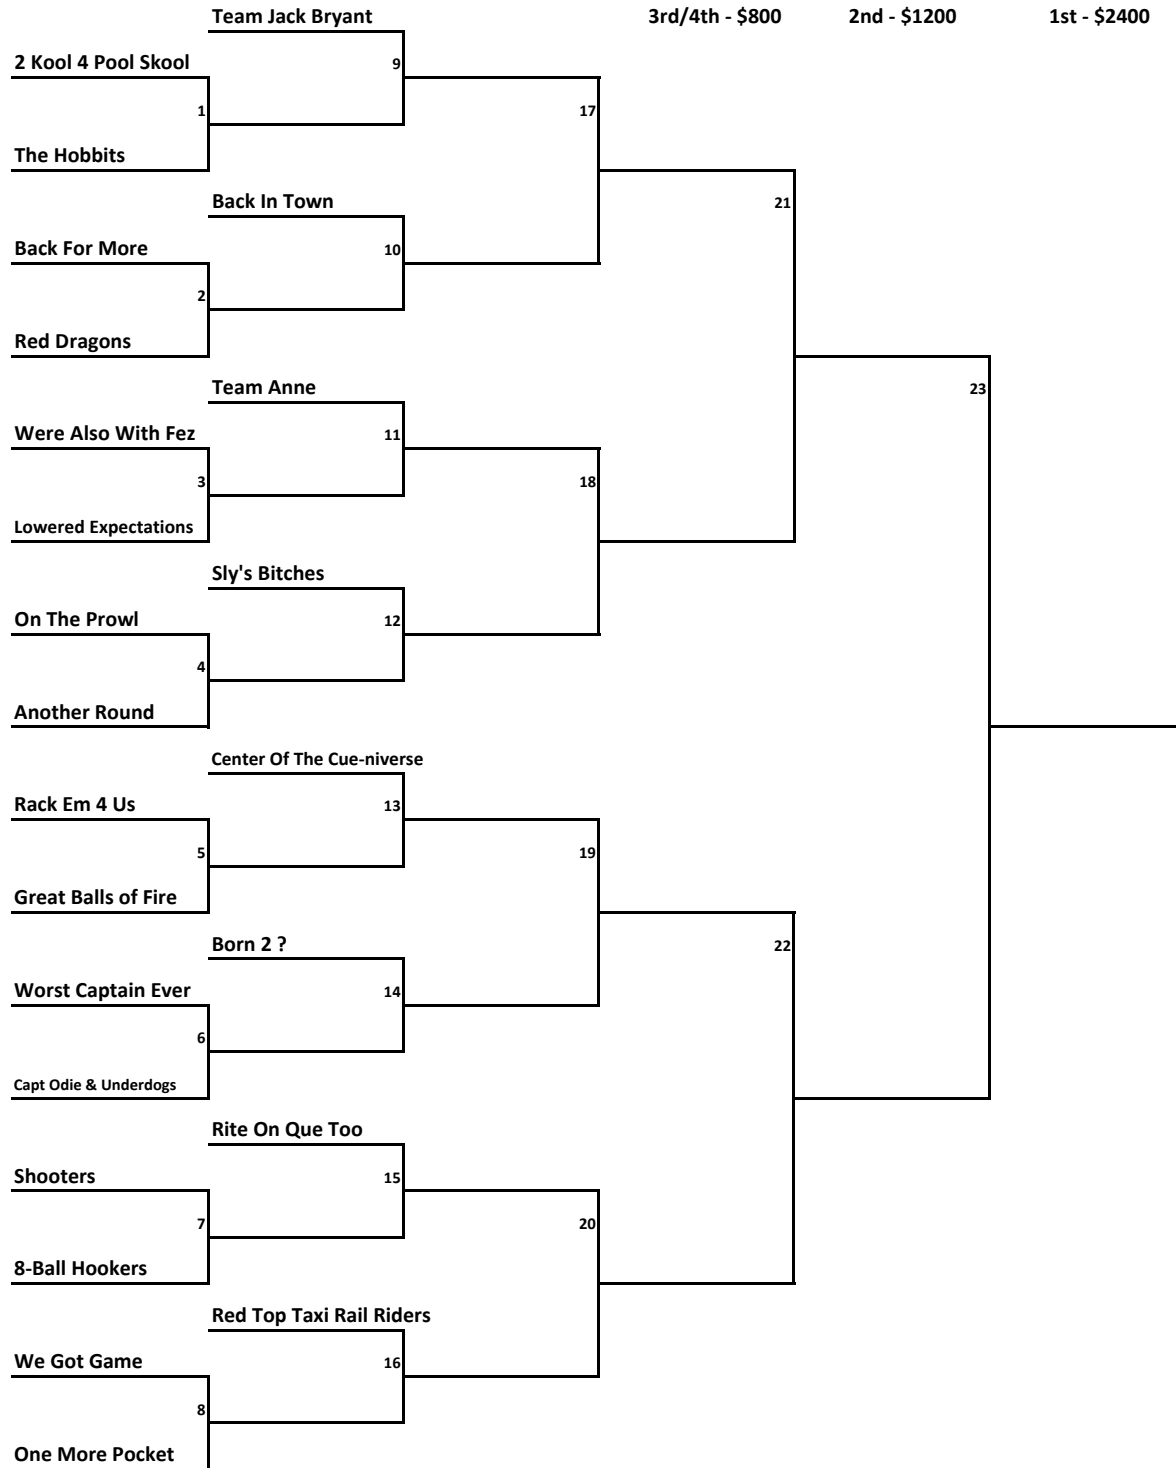 Team Jack Bryant 3rd/4th - $800 2nd - $1200 1st - $2400
2 Kool 4 Pool Skool 9
1 17
The Hobbits
Back In Town 21
Back For More 10
2
Red Dragons
Team Anne 23
Were Also With Fez 11
3 18
Lowered Expectations
Sly's Bitches
On The Prowl 12
4
Another Round
Center Of The Cue-niverse
Rack Em 4 Us 13
5 19
Great Balls of Fire
Born 2 ? 22
Worst Captain Ever 14
6
Capt Odie & Underdogs
Rite On Que Too
Shooters 15
7 20
8-Ball Hookers
Red Top Taxi Rail Riders
We Got Game 16
8
One More Pocket